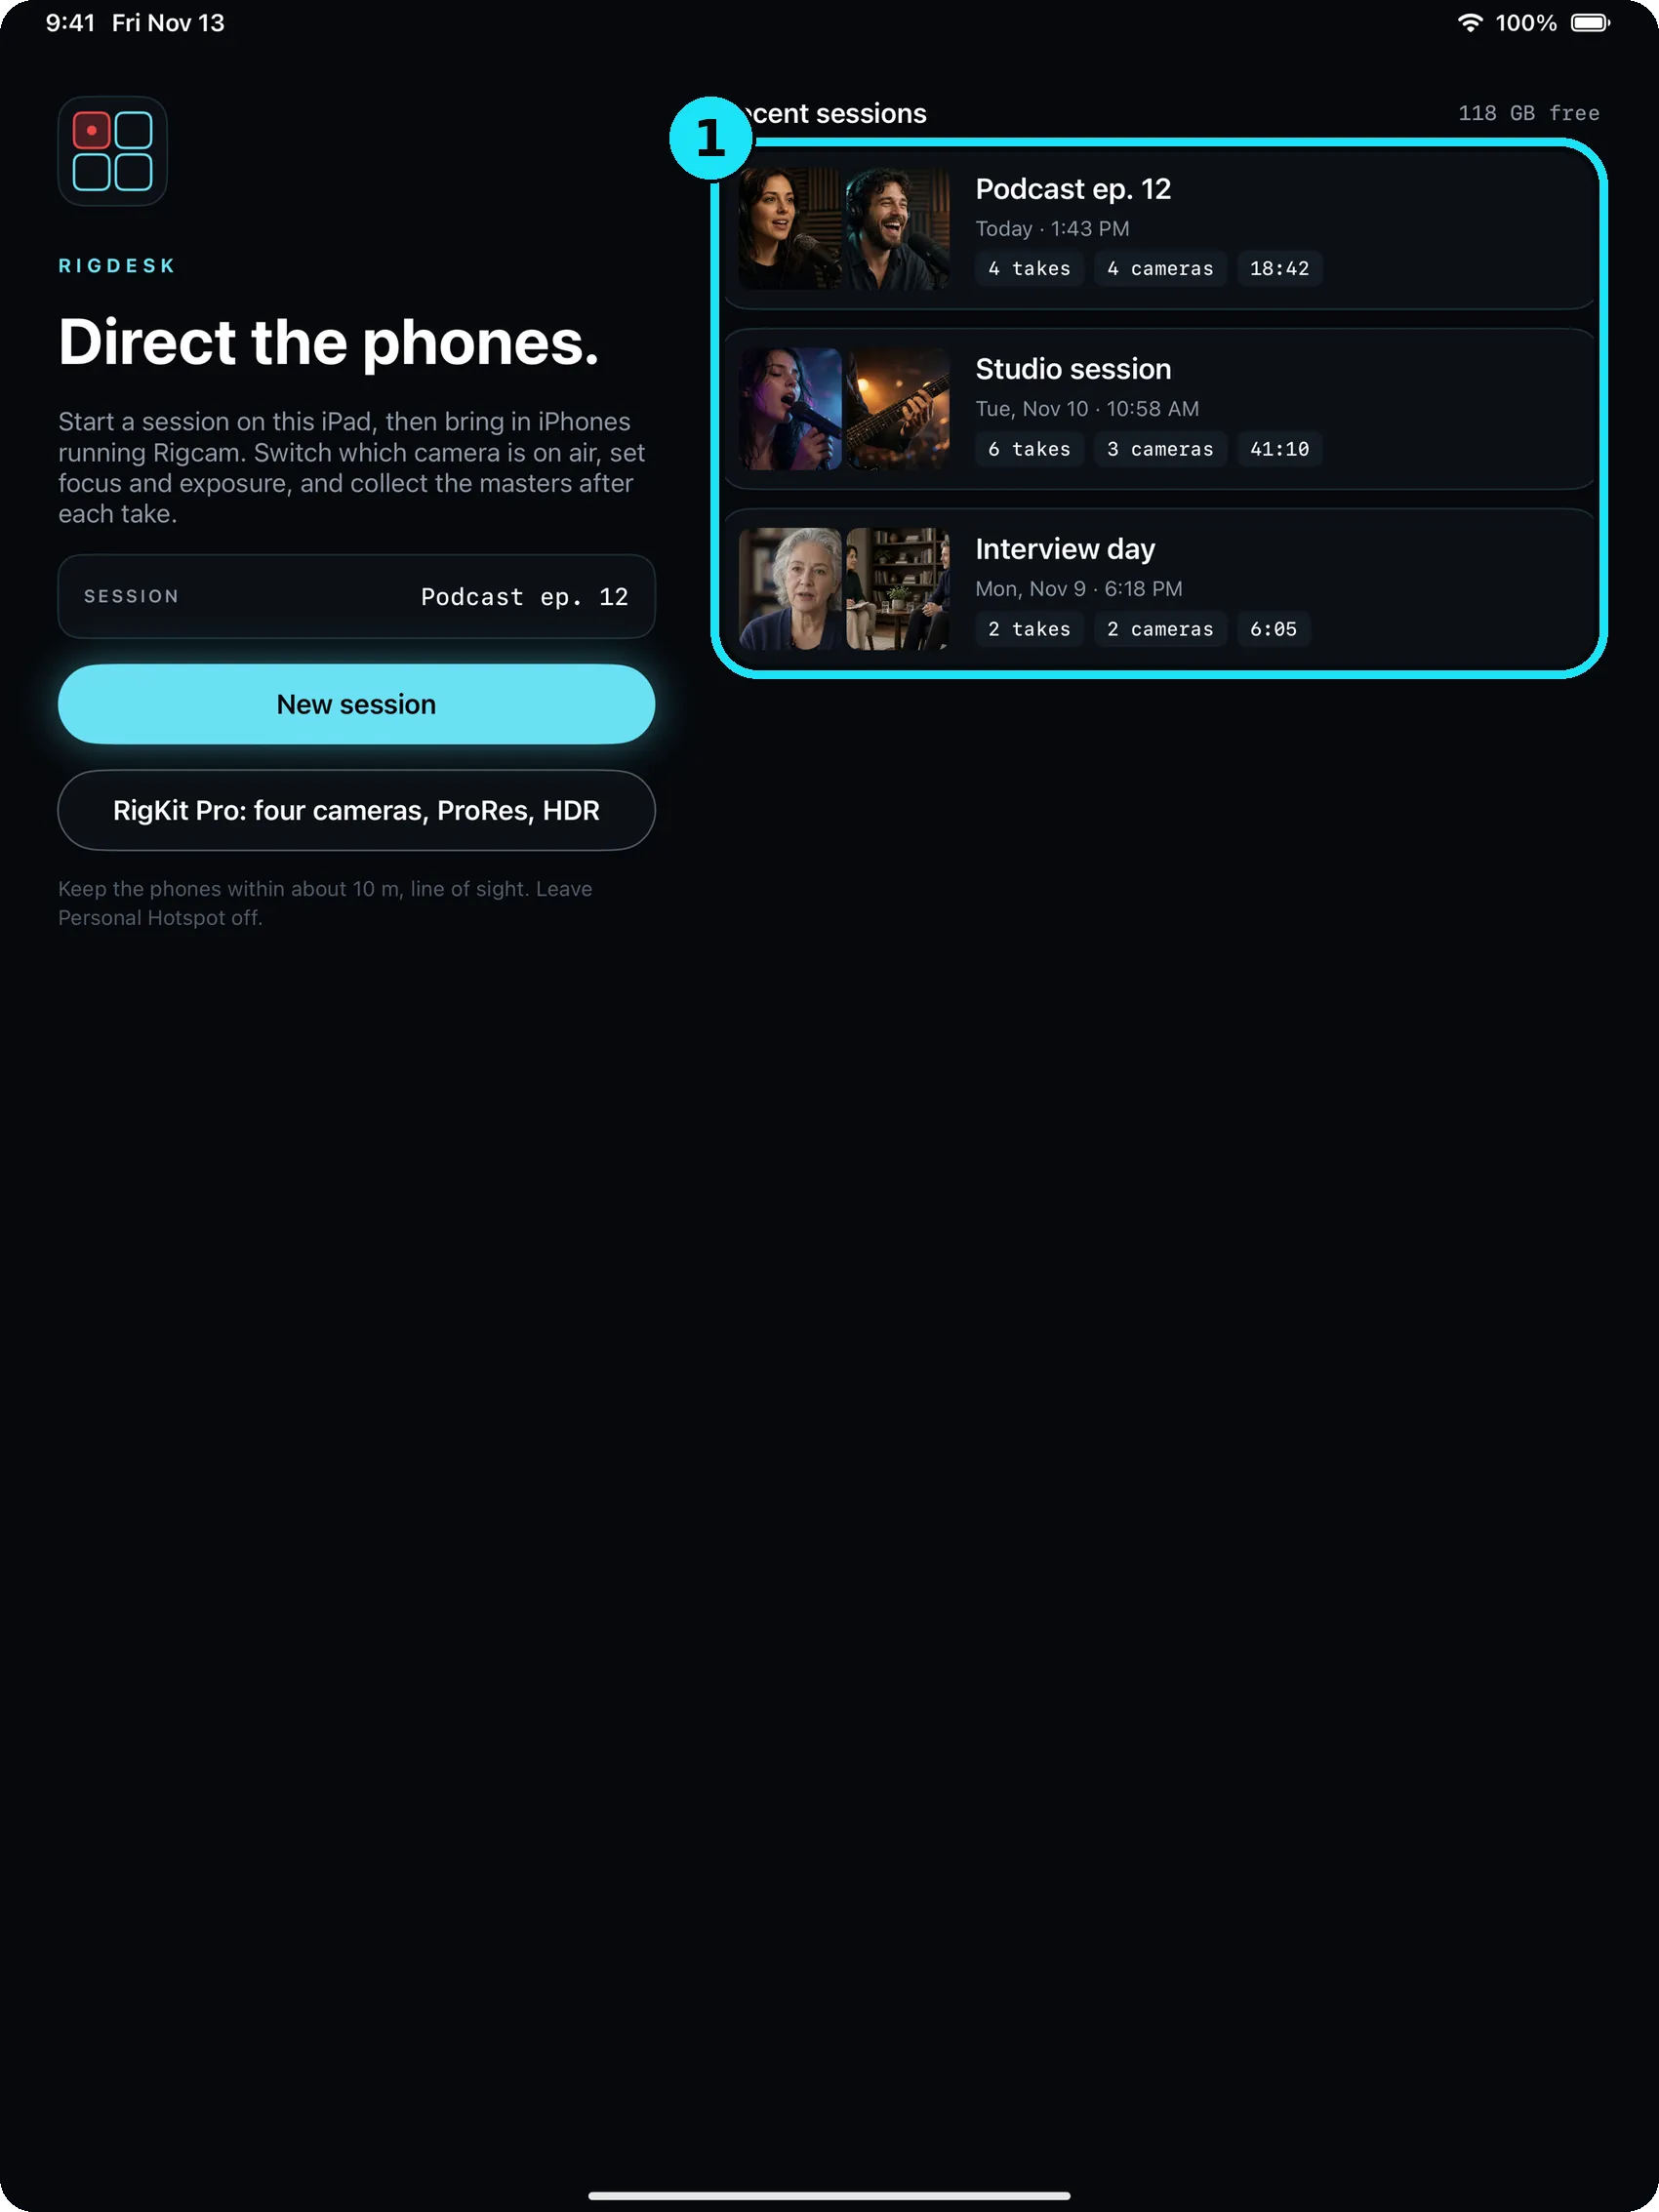 9:41 Fri Nov 13
100%
RIGDESK
Direct the phones.
Start a session on this iPad, then bring in iPhones
running Rigcam. Switch which camera is on air, set
focus and exposure, and collect the masters after
each take.
SESSION Podcast ep. 12
New session
RigKit Pro: four cameras, ProRes, HDR
Keep the phones within about 10 m, line of sight. Leave
Personal Hotspot off.
1
sessions
118 GB free
Podcast ep. 12
Today · 1:43 PM
4 takes 4 cameras 18:42
Studio session
Tue, Nov 10 · 10:58 AM
6 takes 3 cameras 41:10
Interview day
Mon, Nov 9 · 6:18 PM
2 takes 2 cameras 6:05